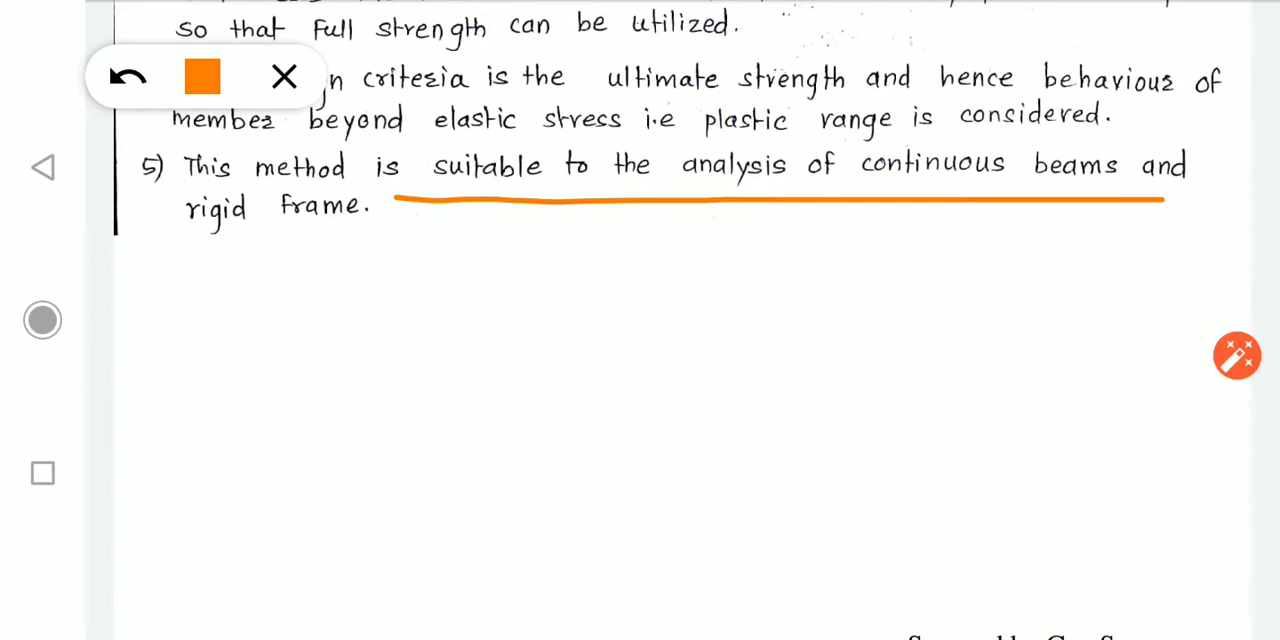 so that full strength can be utilized.
criteria is the ultimate strength and hence behaviour of
member beyond elastic stress i.e plastic range is considered.
5) This method is suitable to the analysis of continuous beams and
rigid frame.